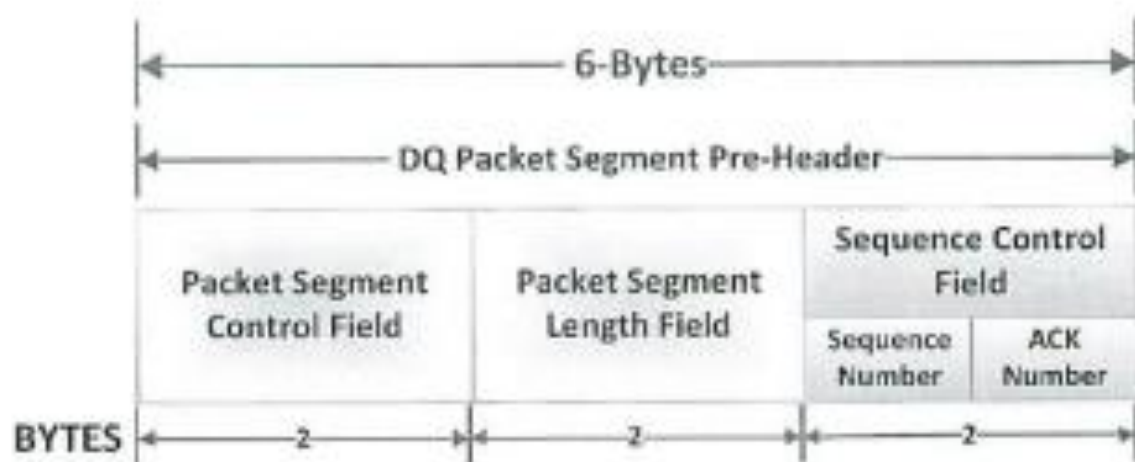 6-Bytes
DQ Packet Segment Pre-Header
Packet Segment
Control Field
Packet Segment
Length Field
Sequence Control
Field
Sequence
Number
ACK
Number
BYTES
2
2
2